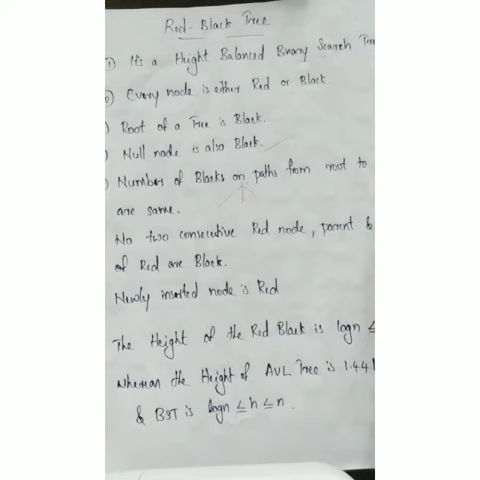 Red-Black Tree
① It's a Height Balanced Binary Search Tree
② Every node is either Red or Black
) Root of a Tree is Black.
) Null node is also Black.
) Number of Blacks on paths from root to
are same.
No two consecutive Red node, parent &
of Red are Black.
Newly inserted node is Red
The Height of the Red Black is logn ≤
whereas the Height of AVL Tree is 1.44l
& BST is logn ≤ h ≤ n.